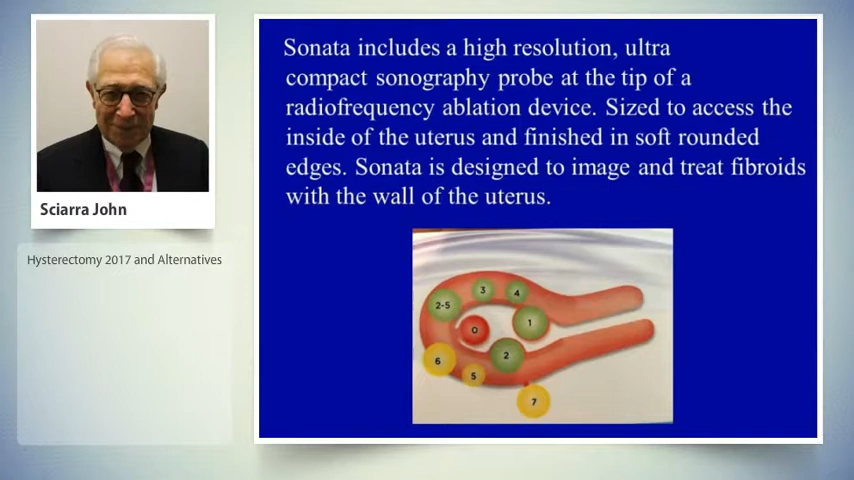 Sciarra John
Hysterectomy 2017 and Alternatives
Sonata includes a high resolution, ultra
compact sonography probe at the tip of a
radiofrequency ablation device. Sized to access the
inside of the uterus and finished in soft rounded
edges. Sonata is designed to image and treat fibroids
with the wall of the uterus.
3
4
2-5
1
0
2
6
5
7